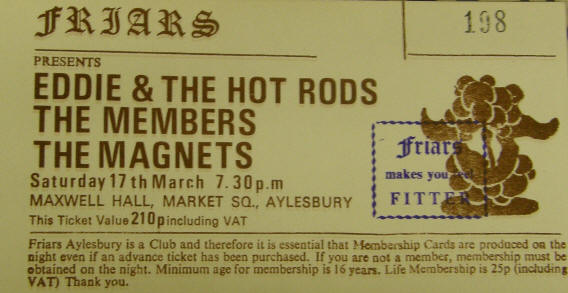 FRIARS
198
PRESENTS
EDDIE & THE HOT RODS
THE MEMBERS
THE MAGNETS
Saturday 17th March 7.30p.m
MAXWELL HALL, MARKET SQ., AYLESBURY
This Ticket Value 210p including VAT
Friars
makes you feel
FITTER
Friars Aylesbury is a Club and therefore it is essential that Membership Cards are produced on the
night even if an advance ticket has been purchased. If you are not a member, membership must be
obtained on the night. Minimum age for membership is 16 years. Life Membership is 25p (including
VAT) Thank you.